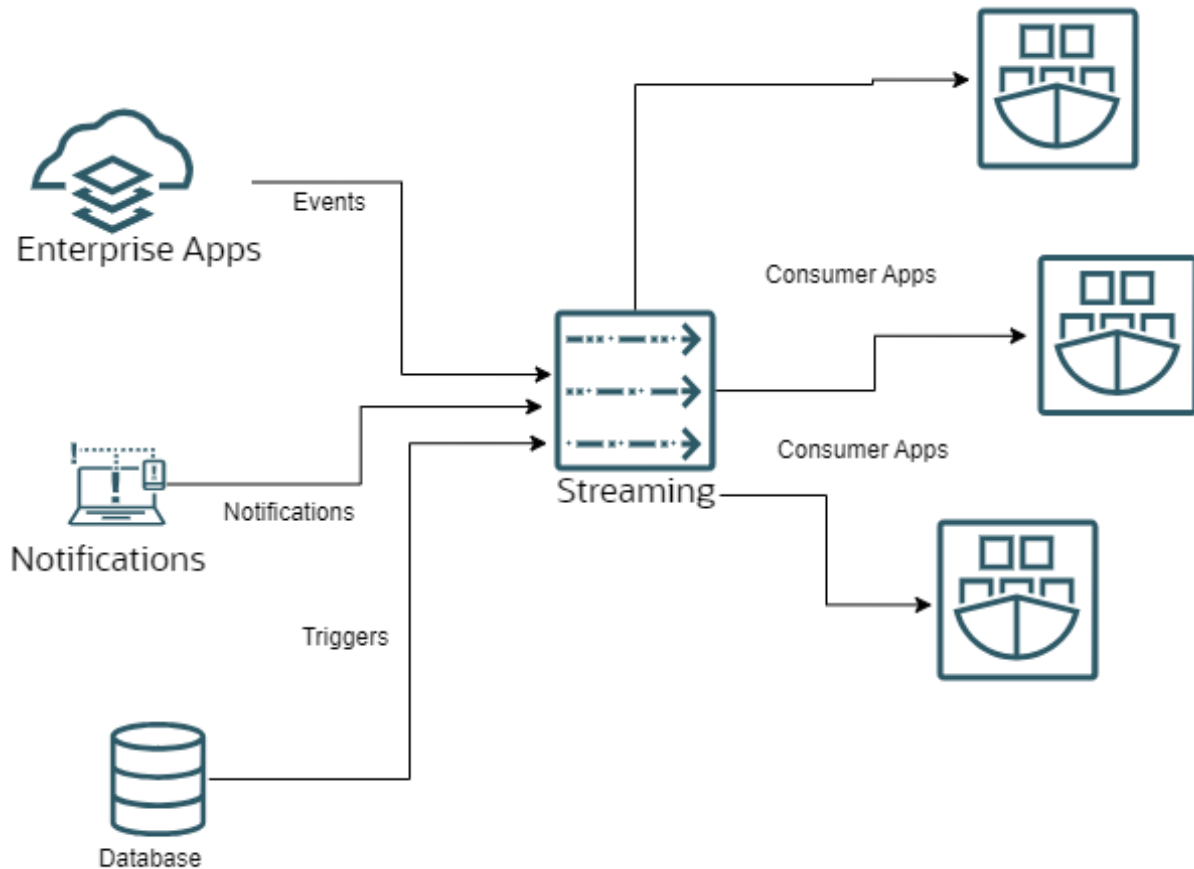 Events
Enterprise Apps
Consumer Apps
Consumer Apps
Streaming
Notifications
Notifications
Triggers
Database